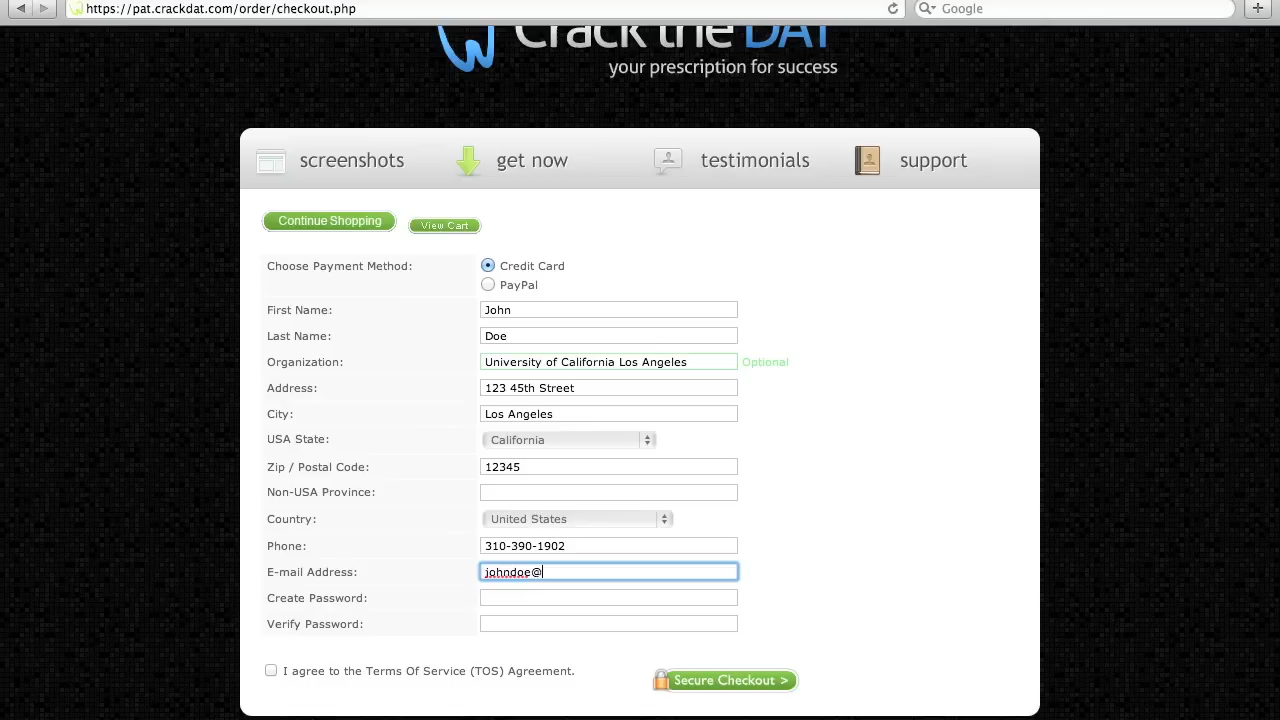 https://pat.crackdat.com/order/checkout.php
Google
Crack the DAT
your prescription for success
screenshots
get now
testimonials
support
Continue Shopping
View Cart
Choose Payment Method:
Credit Card
PayPal
First Name:
John
Last Name:
Doe
Organization:
University of California Los Angeles
Optional
Address:
123 45th Street
City:
Los Angeles
USA State:
California
Zip / Postal Code:
12345
Non-USA Province:
Country:
United States
Phone:
310-390-1902
E-mail Address:
johndoe@
Create Password:
Verify Password:
I agree to the Terms Of Service (TOS) Agreement.
Secure Checkout >